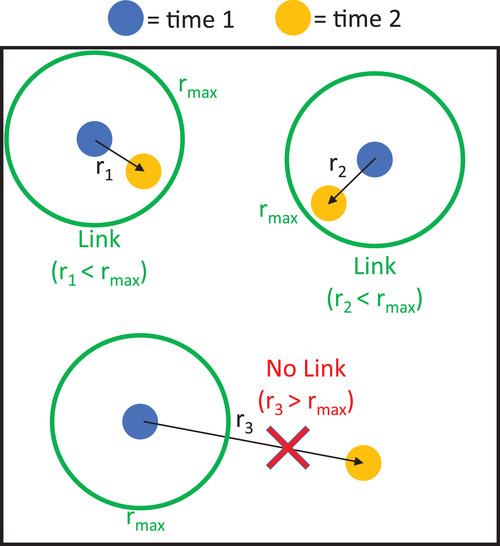 = time 1 = time 2
rmax
r1
Link
(r1 < rmax)
r2
rmax
Link
(r2 < rmax)
No Link
(r3 > rmax)
r3
rmax